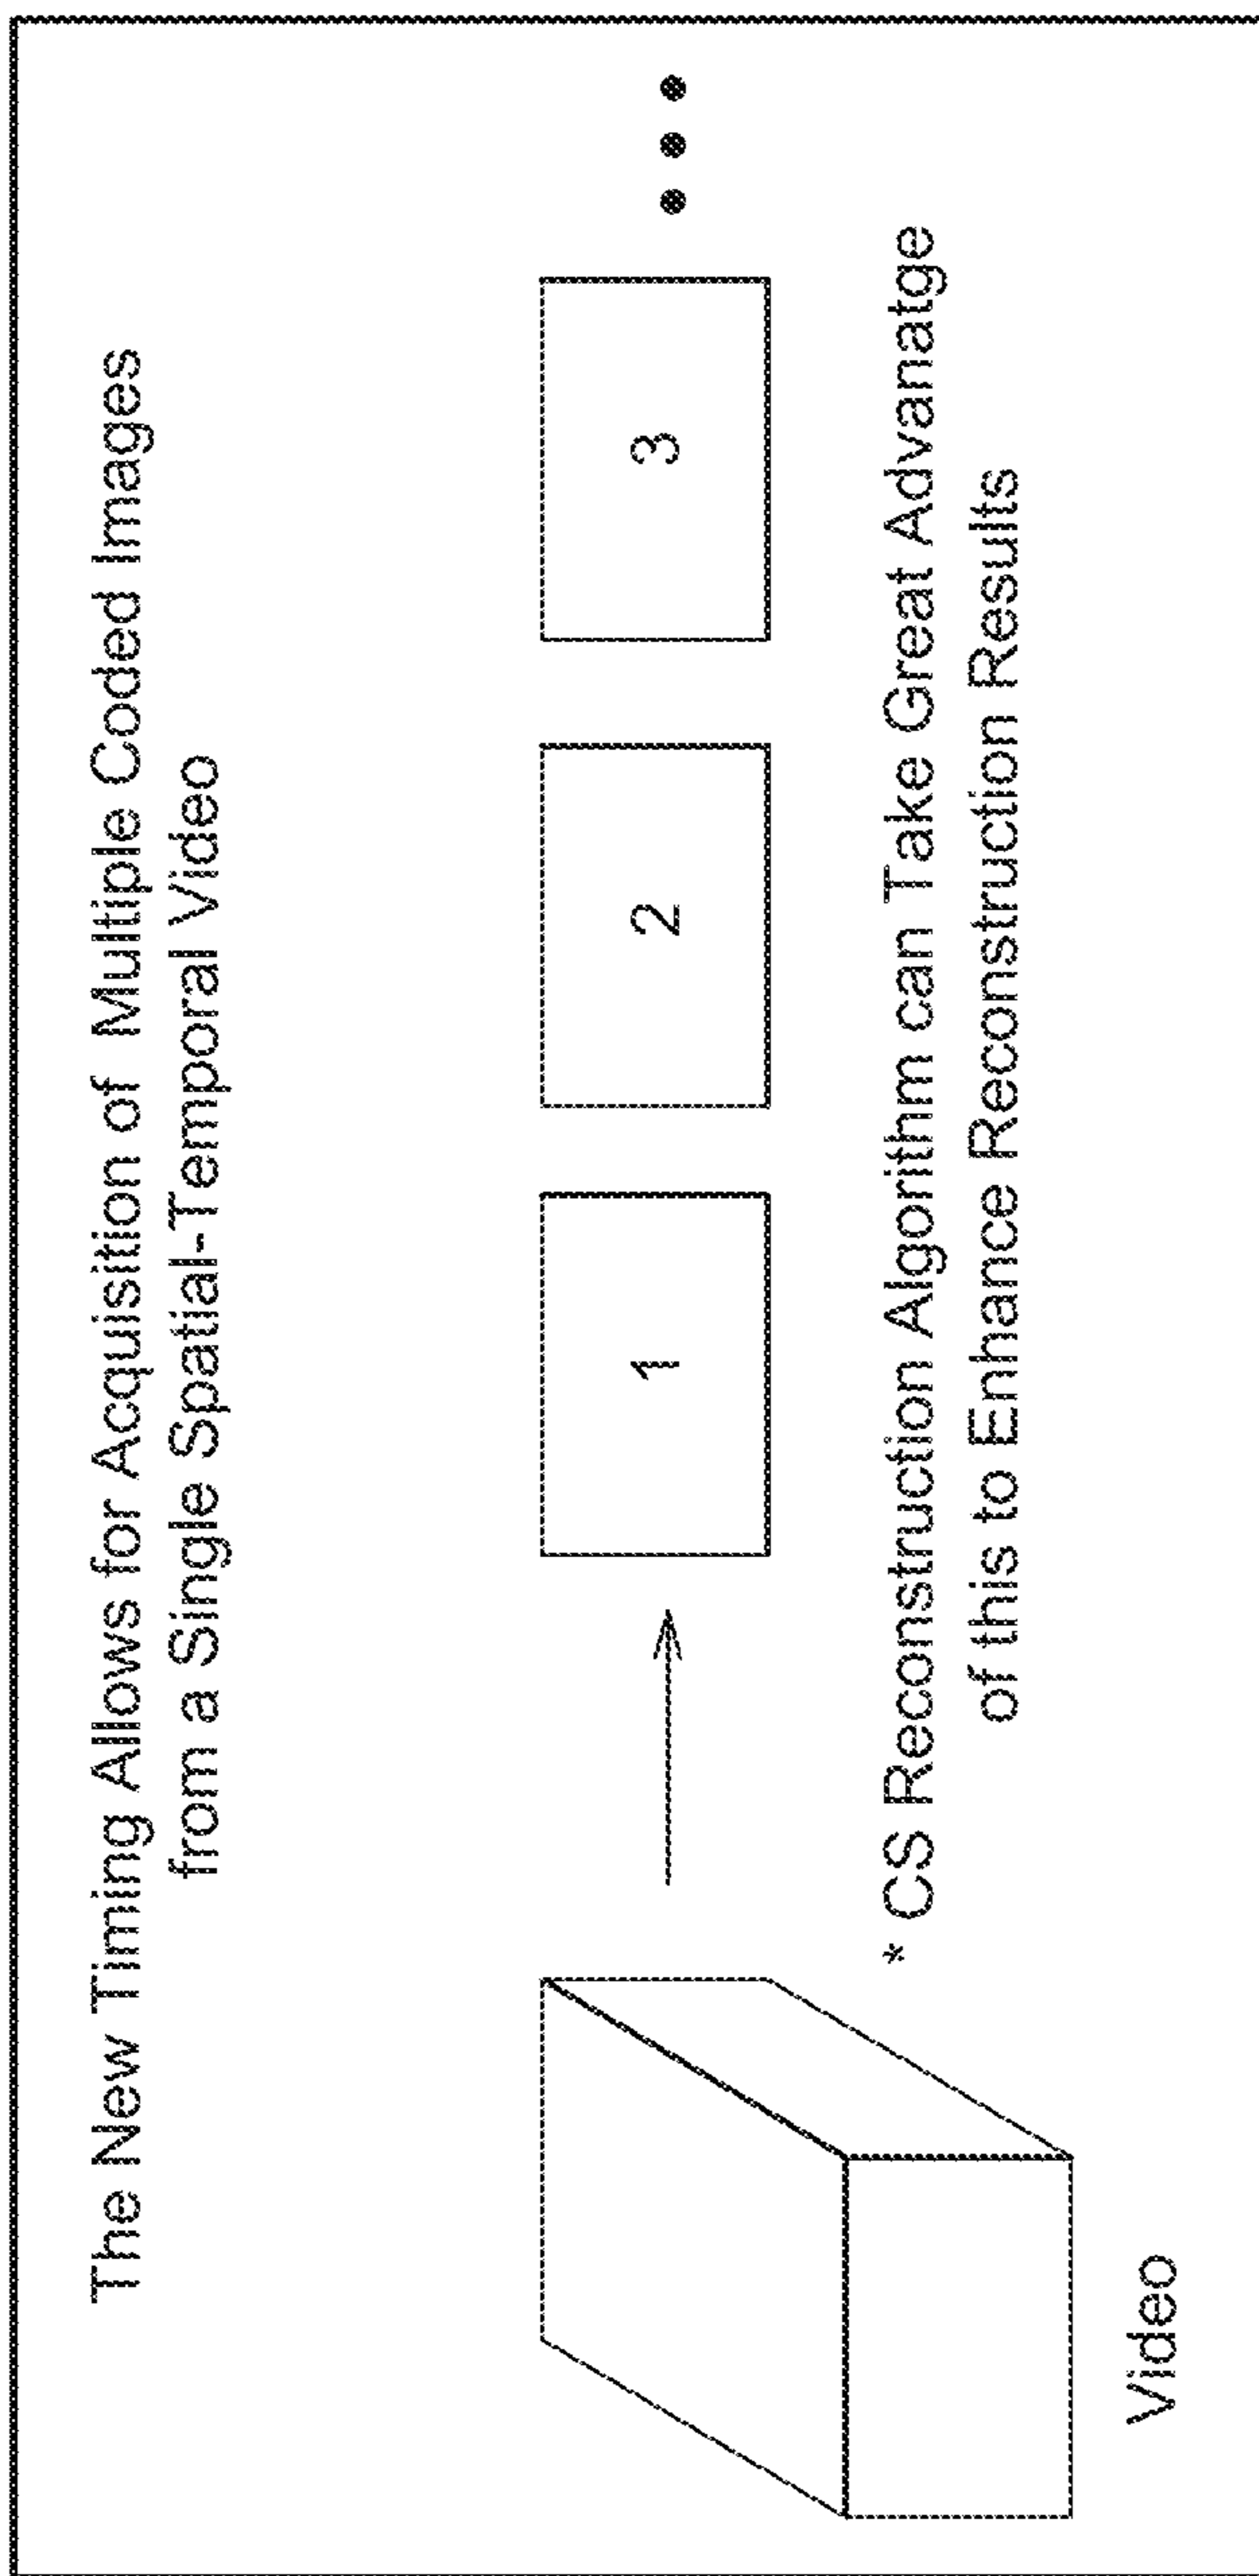 The New Timing Allows for Acquisition of Multiple Coded Images
from a Single Spatial-Temporal Video
1
2
3
* CS Reconstruction Algorithm can Take Great Advanatge
of this to Enhance Reconstruction Results
Video